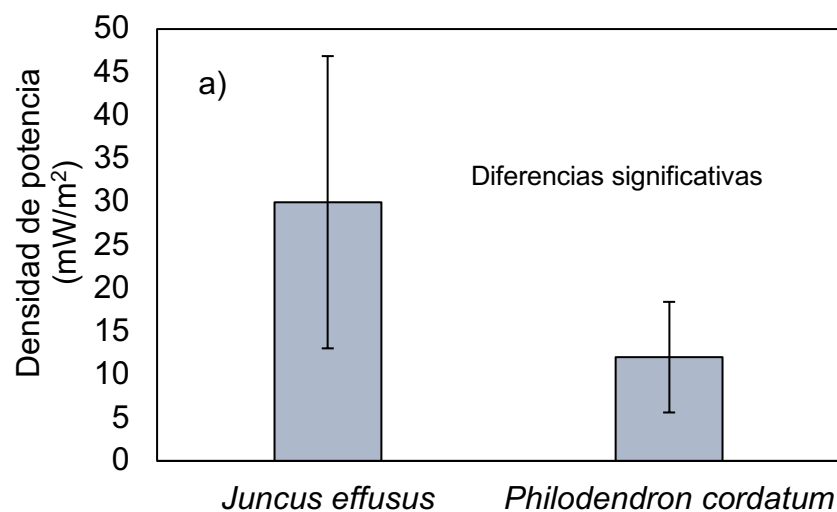 Densidad de potencia
(mW/m²)
50
45
40
35
30
25
20
15
10
5
0
a)
Diferencias significativas
Juncus effusus
Philodendron cordatum